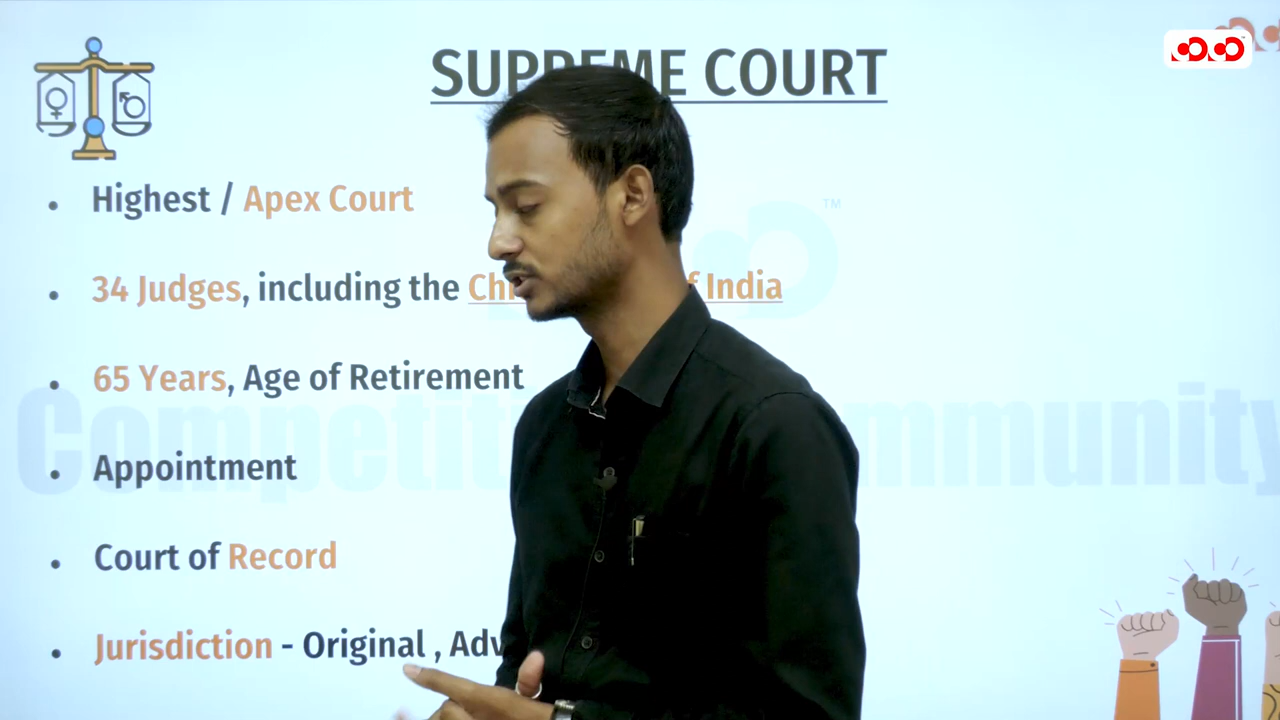 SUPREME COURT
TM
• Highest / Apex Court
• 34 Judges, including the India
• 65 Years, Age of Retirement
• Appointment
• Court of Record
• Jurisdiction - Original ,